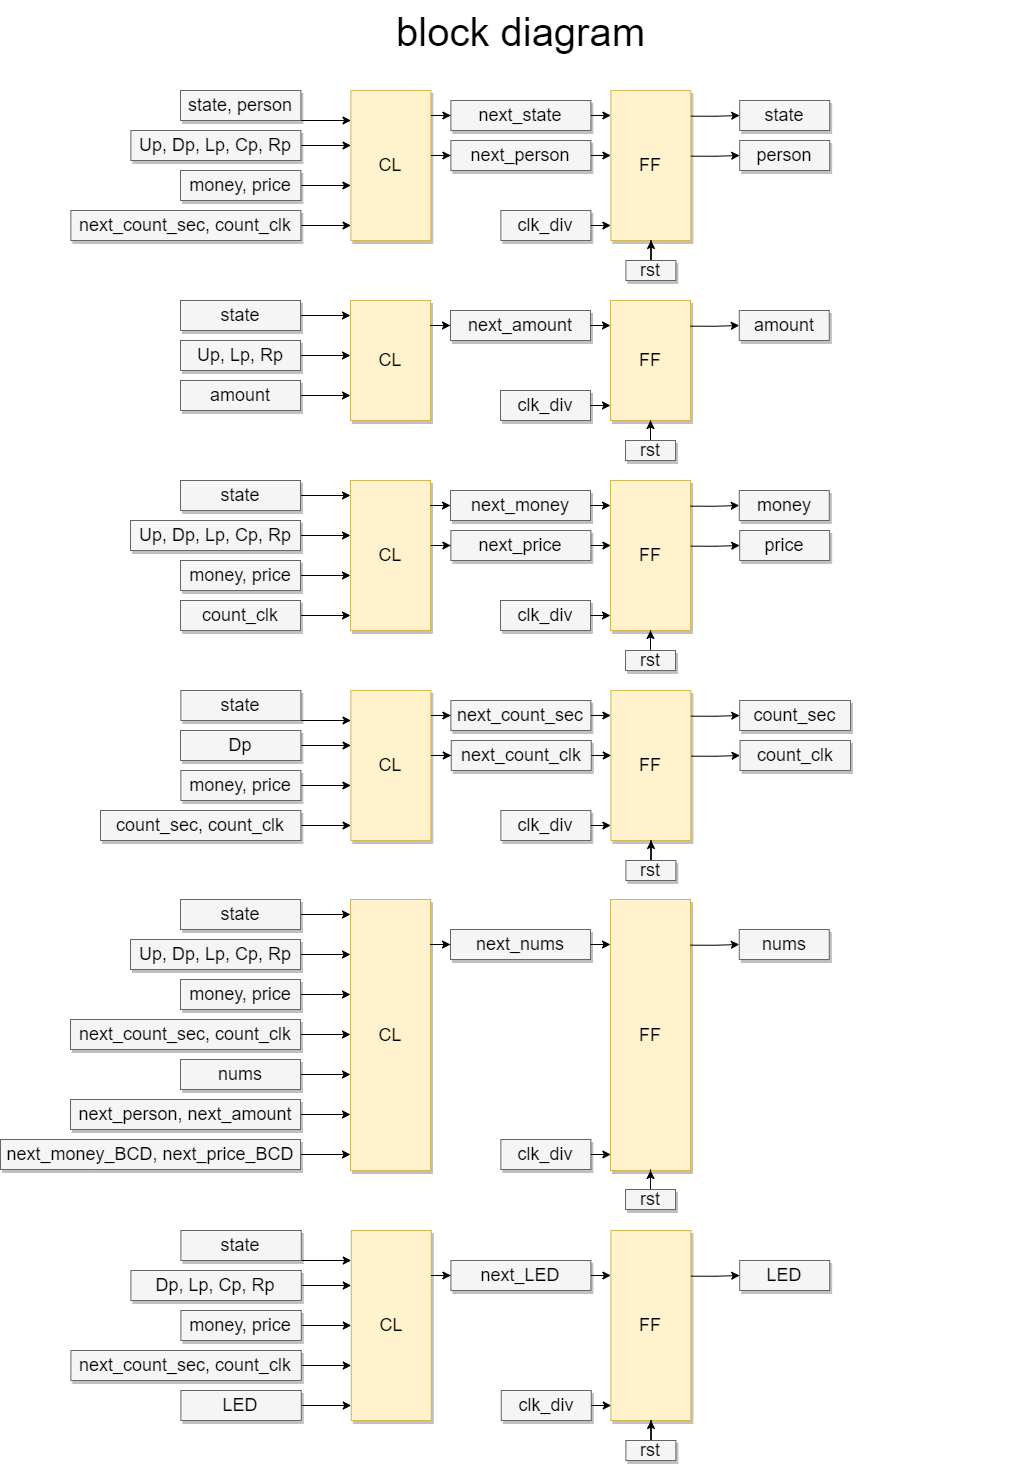 block diagram
state, person
Up, Dp, Lp, Cp, Rp
money, price
next_count_sec, count_clk
CL
next_state
next_person
clk_div
FF
rst
state
person
state
Up, Lp, Rp
amount
CL
next_amount
clk_div
FF
rst
amount
state
Up, Dp, Lp, Cp, Rp
money, price
count_clk
CL
next_money
next_price
clk_div
FF
rst
money
price
state
Dp
money, price
count_sec, count_clk
CL
next_count_sec
next_count_clk
clk_div
FF
rst
count_sec
count_clk
state
Up, Dp, Lp, Cp, Rp
money, price
next_count_sec, count_clk
nums
next_person, next_amount
next_money_BCD, next_price_BCD
CL
next_nums
clk_div
FF
rst
nums
state
Dp, Lp, Cp, Rp
money, price
next_count_sec, count_clk
LED
CL
next_LED
clk_div
FF
rst
LED